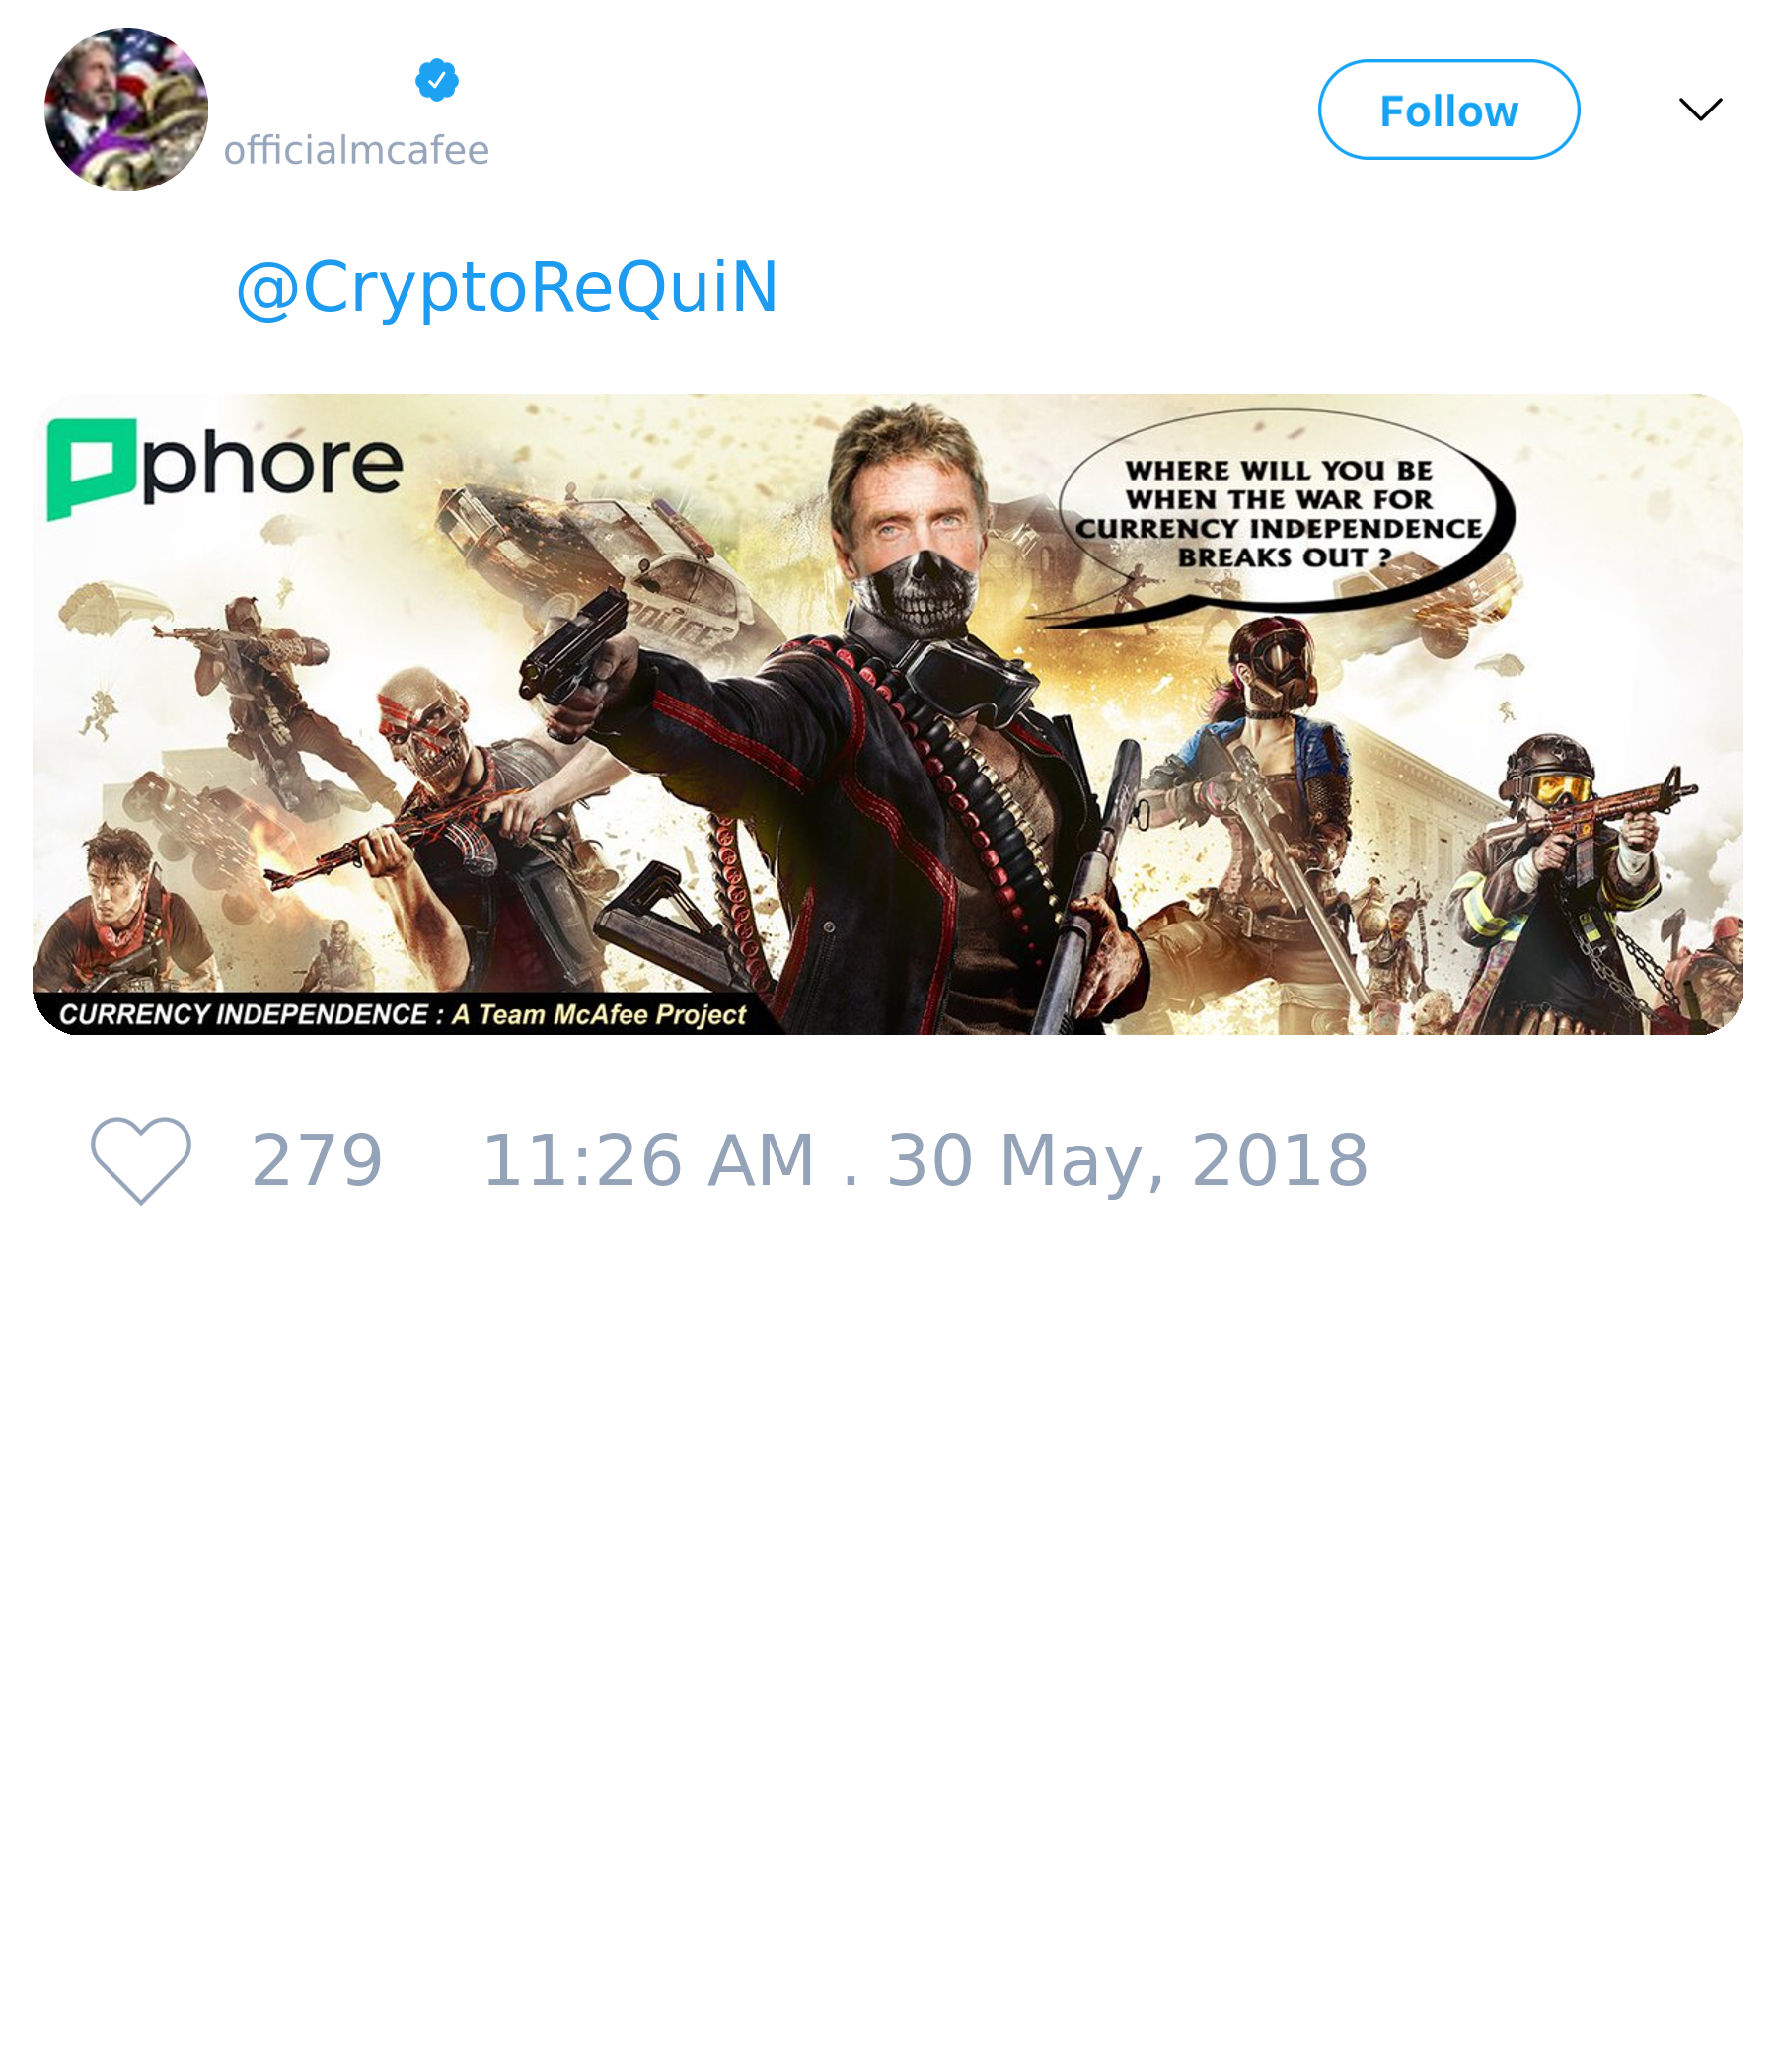 officialmcafee
Follow
@CryptoReQuiN
phore
WHERE WILL YOU BE
WHEN THE WAR FOR
CURRENCY INDEPENDENCE
BREAKS OUT ?
POLICE
CURRENCY INDEPENDENCE : A Team McAfee Project
279 11:26 AM . 30 May, 2018